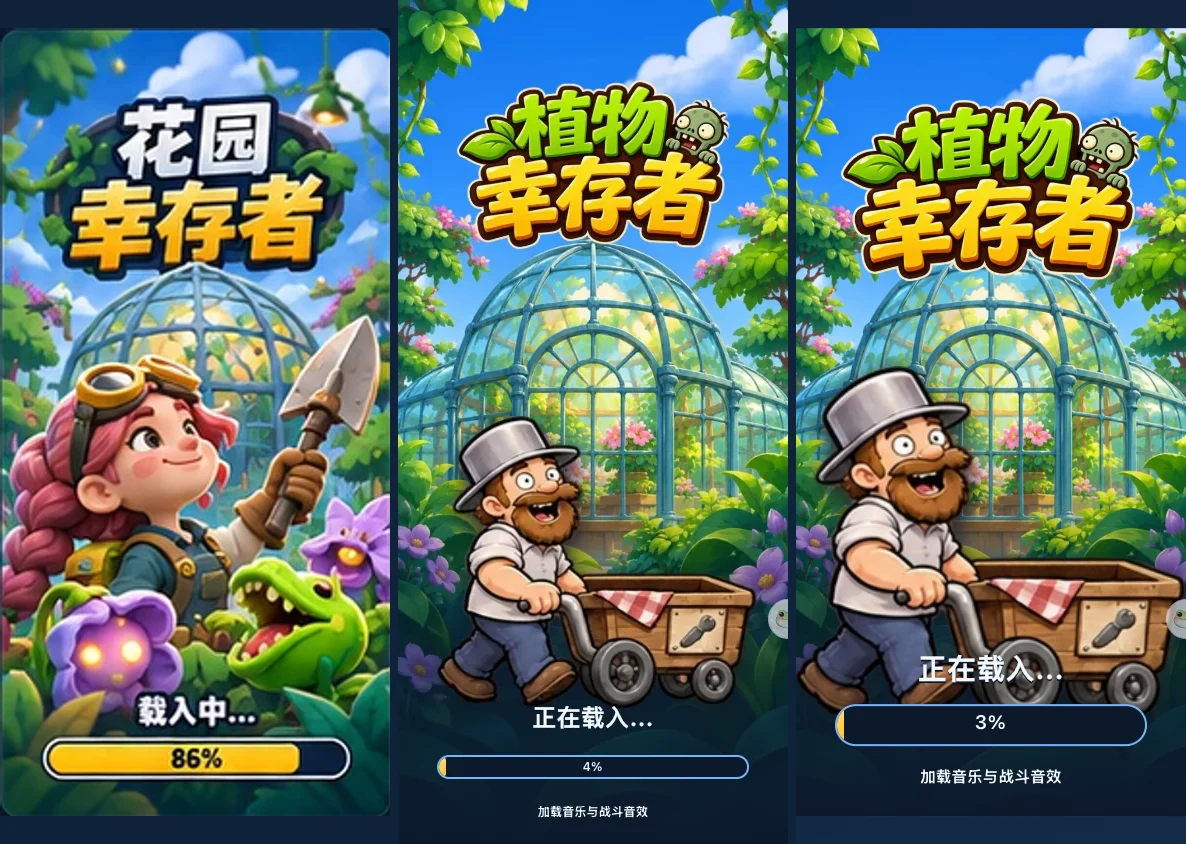 花园
幸存者
载入中...
86%
植物
幸存者
正在载入...
4%
加载音乐与战斗音效
植物
幸存者
正在载入...
3%
加载音乐与战斗音效